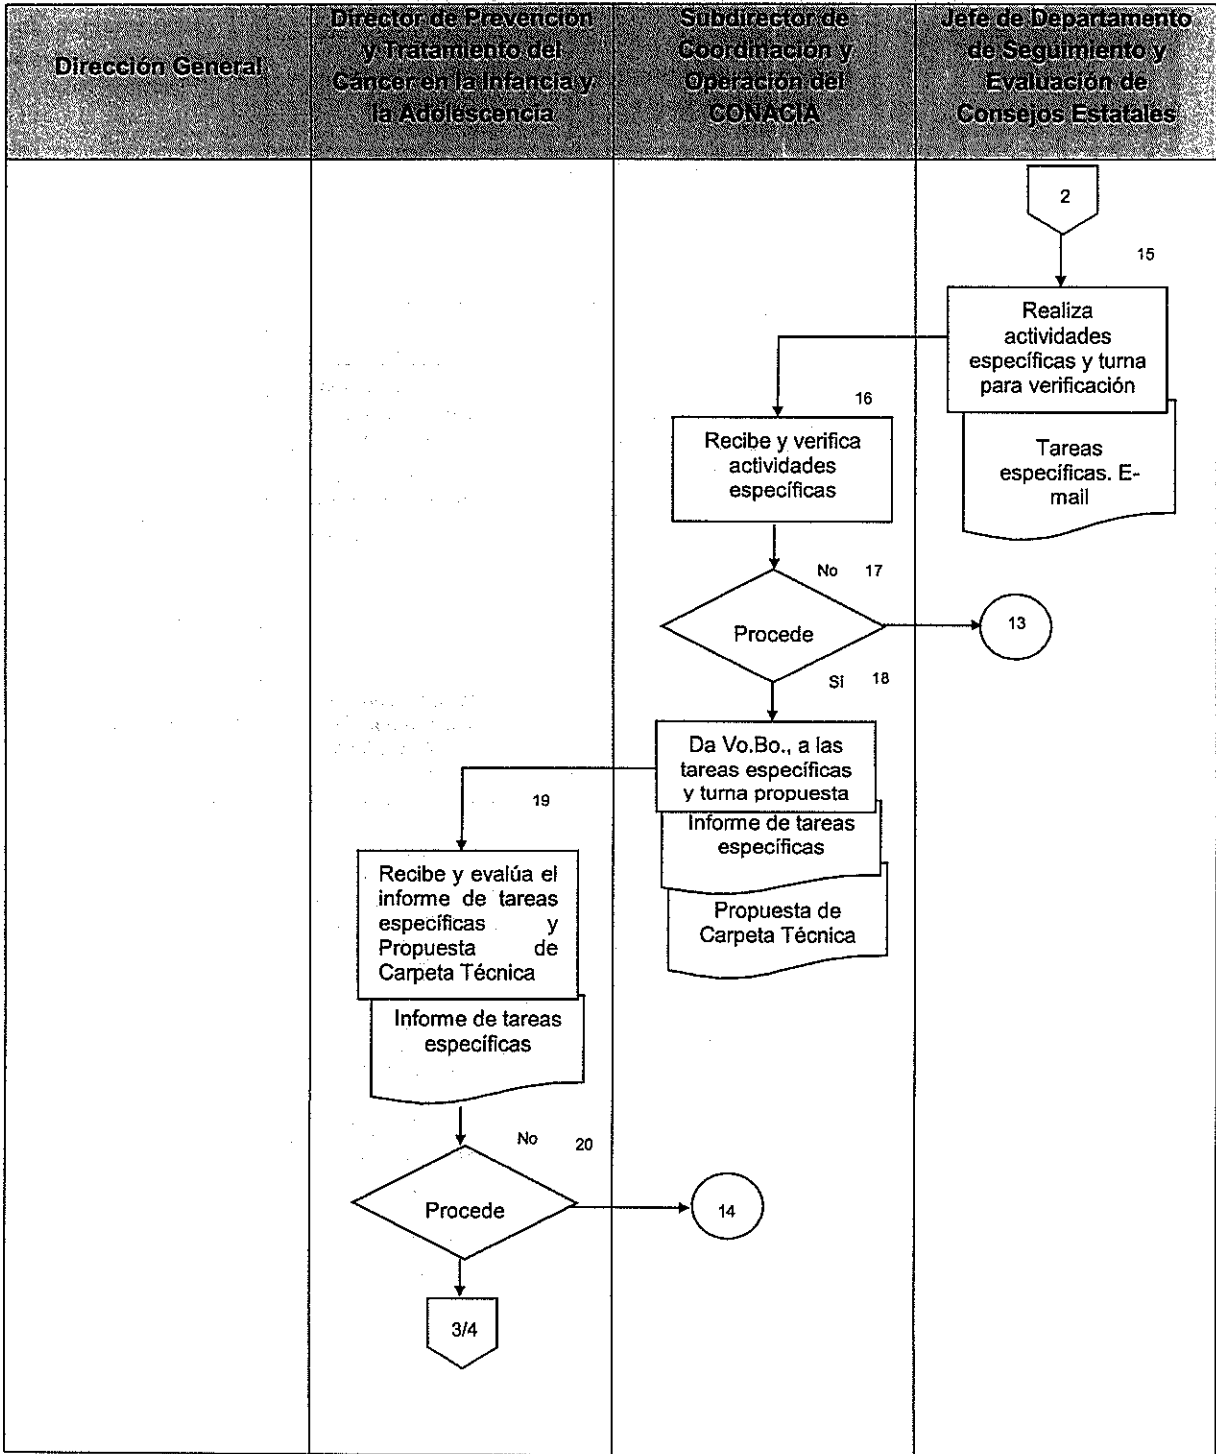 Dirección General
Director de Prevención
y Tratamiento del
Cáncer en la Infancia y
la Adolescencia
Subdirector de
Coordinación y
Operación del
CONACIA
Jefe de Departamento
de Seguimiento y
Evaluación de
Consejos Estatales
2
15
Realiza
actividades
específicas y turna
para verificación
Tareas
específicas. E-
mail
16
Recibe y verifica
actividades
específicas
No 17
Procede
13
Si 18
Da Vo.Bo., a las
tareas específicas
y turna propuesta
Informe de tareas
específicas
Propuesta de
Carpeta Técnica
19
Recibe y evalúa el
informe de tareas
específicas y
Propuesta de
Carpeta Técnica
Informe de tareas
específicas
No 20
Procede
14
3/4